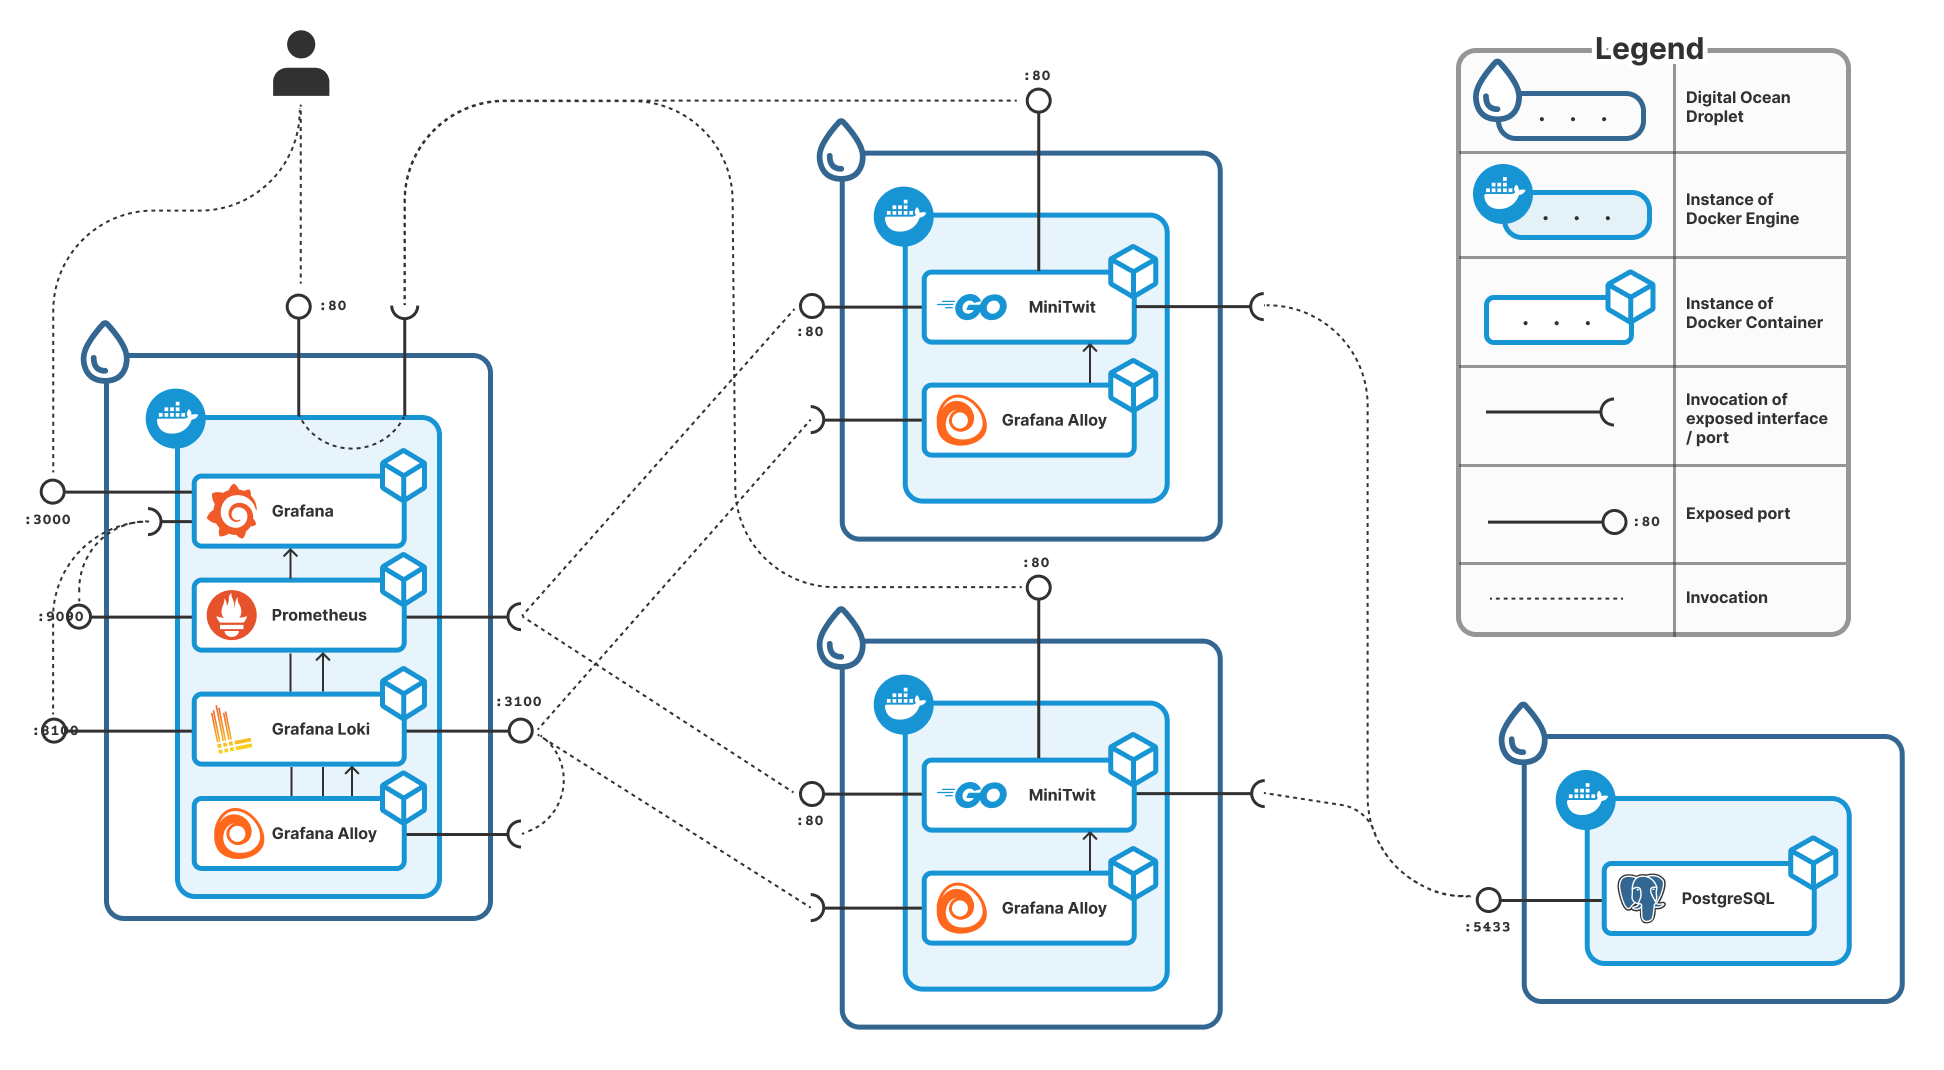 :80
:3000
Grafana
:9090
Prometheus
:3100
:3100
Grafana Loki
Grafana Alloy
:80
:80
GO
MiniTwit
Grafana Alloy
:80
:80
GO
MiniTwit
Grafana Alloy
:5433
PostgreSQL
Legend
Digital Ocean
Droplet
Instance of
Docker Engine
Instance of
Docker Container
Invocation of
exposed interface
/ port
:80
Exposed port
Invocation